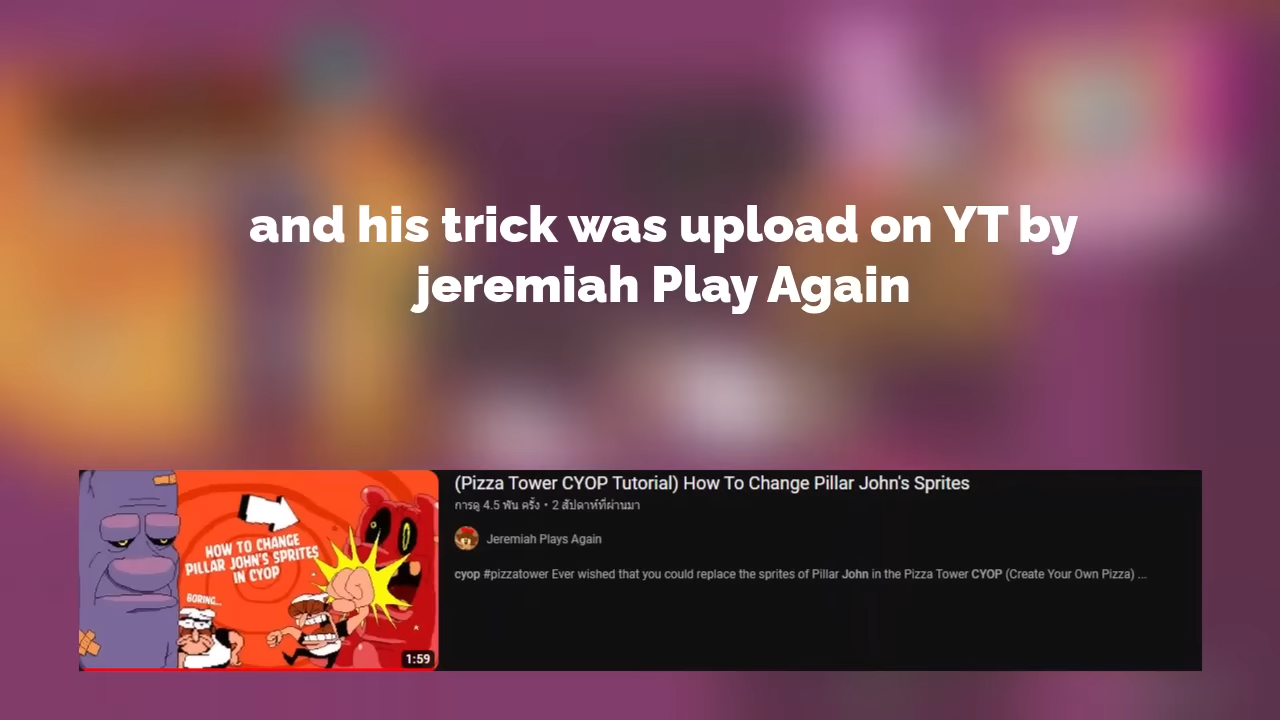 and his trick was upload on YT by
jeremiah Play Again
(Pizza Tower CYOP Tutorial) How To Change Pillar John's Sprites
การดู 4.5 พัน ครั้ง • 2 สัปดาห์ที่ผ่านมา
HOW TO CHANGE
PILLAR JOHN'S SPRITES
IN CYOP
BORING...
Jeremiah Plays Again
cyop #pizzatower Ever wished that you could replace the sprites of Pillar John in the Pizza Tower CYOP (Create Your Own Pizza) ...
1:59